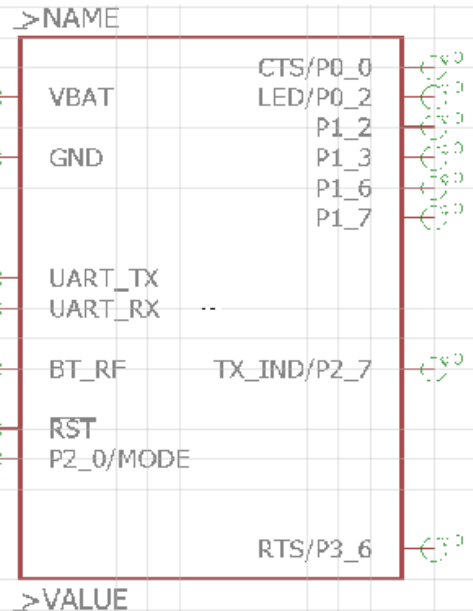 >NAME
CTS/P0_0
VBAT
LED/P0_2
P1_2
GND
P1_3
P1_6
P1_7
UART_TX
UART_RX
BT_RF
TX_IND/P2_7
RST
P2_0/MODE
RTS/P3_6
>VALUE